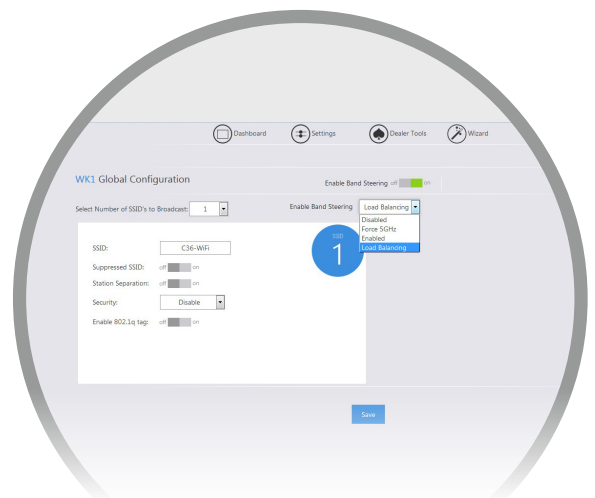 Dashboard
Settings
Dealer Tools
Wizard
WK1 Global Configuration
Enable Band Steering off on
Select Number of SSID's to Broadcast: 1
Enable Band Steering Load Balancing
Disabled
Force 5GHz
Enabled
Load Balancing
SSID
1
SSID: C36-WiFi
Suppressed SSID: off on
Station Separation: off on
Security: Disable
Enable 802.1q tag: off on
Save